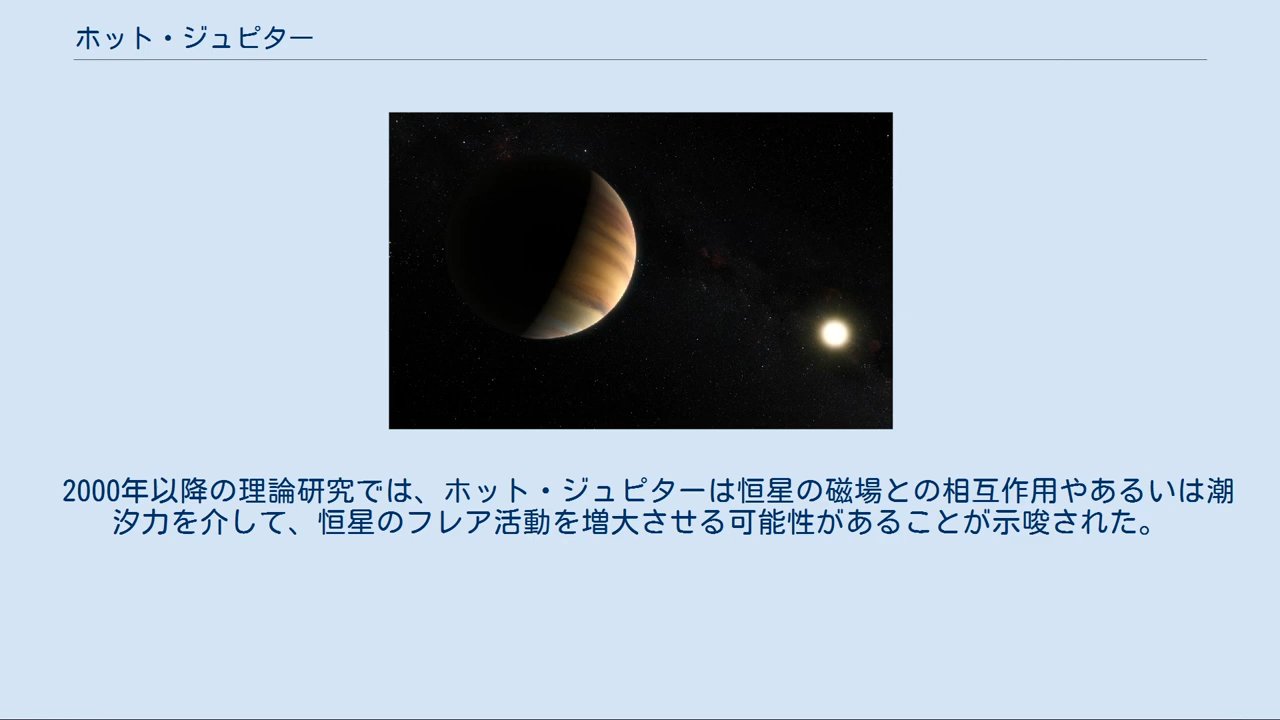 ホット・ジュピター
2000年以降の理論研究では、ホット・ジュピターは恒星の磁場との相互作用やあるいは潮
汐力を介して、恒星のフレア活動を増大させる可能性があることが示唆された。